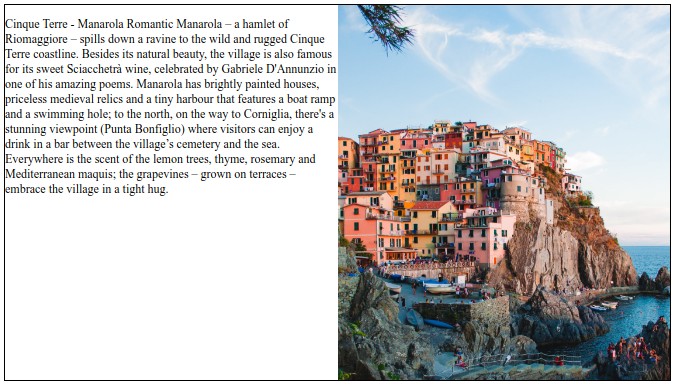 Cinque Terre - Manarola Romantic Manarola – a hamlet of
Riomaggiore – spills down a ravine to the wild and rugged Cinque
Terre coastline. Besides its natural beauty, the village is also famous
for its sweet Sciacchetrà wine, celebrated by Gabriele D'Annunzio in
one of his amazing poems. Manarola has brightly painted houses,
priceless medieval relics and a tiny harbour that features a boat ramp
and a swimming hole; to the north, on the way to Corniglia, there's a
stunning viewpoint (Punta Bonfiglio) where visitors can enjoy a
drink in a bar between the village’s cemetery and the sea.
Everywhere is the scent of the lemon trees, thyme, rosemary and
Mediterranean maquis; the grapevines – grown on terraces –
embrace the village in a tight hug.